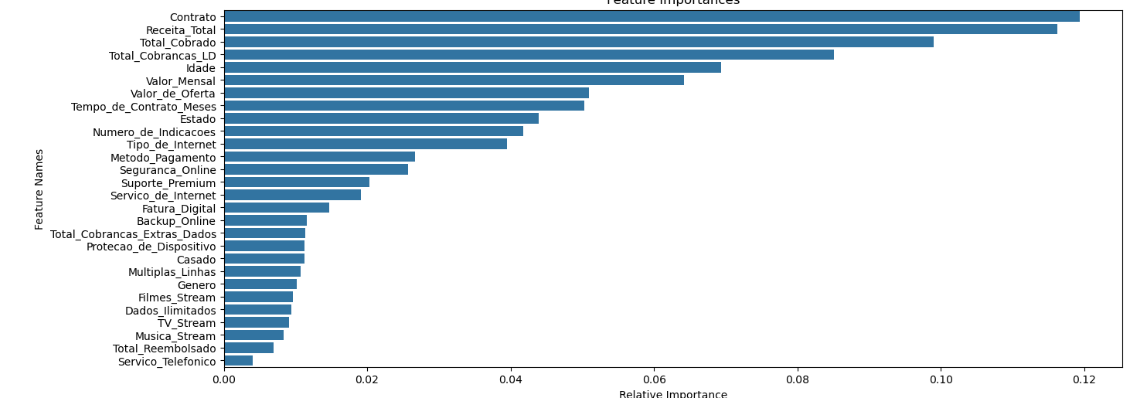 Feature Importances
Contrato
Receita_Total
Total_Cobrado
Total_Cobrancas_LD
Idade
Valor_Mensal
Valor_de_Oferta
Tempo_de_Contrato_Meses
Estado
Numero_de_Indicacoes
Tipo_de_Internet
Metodo_Pagamento
Seguranca_Online
Suporte_Premium
Servico_de_Internet
Fatura_Digital
Backup_Online
Total_Cobrancas_Extras_Dados
Protecao_de_Dispositivo
Casado
Multiplas_Linhas
Genero
Filmes_Stream
Dados_Ilimitados
TV_Stream
Musica_Stream
Total_Reembolsado
Servico_Telefonico
Feature Names
0.00 0.02 0.04 0.06 0.08 0.10 0.12
Relative Importance